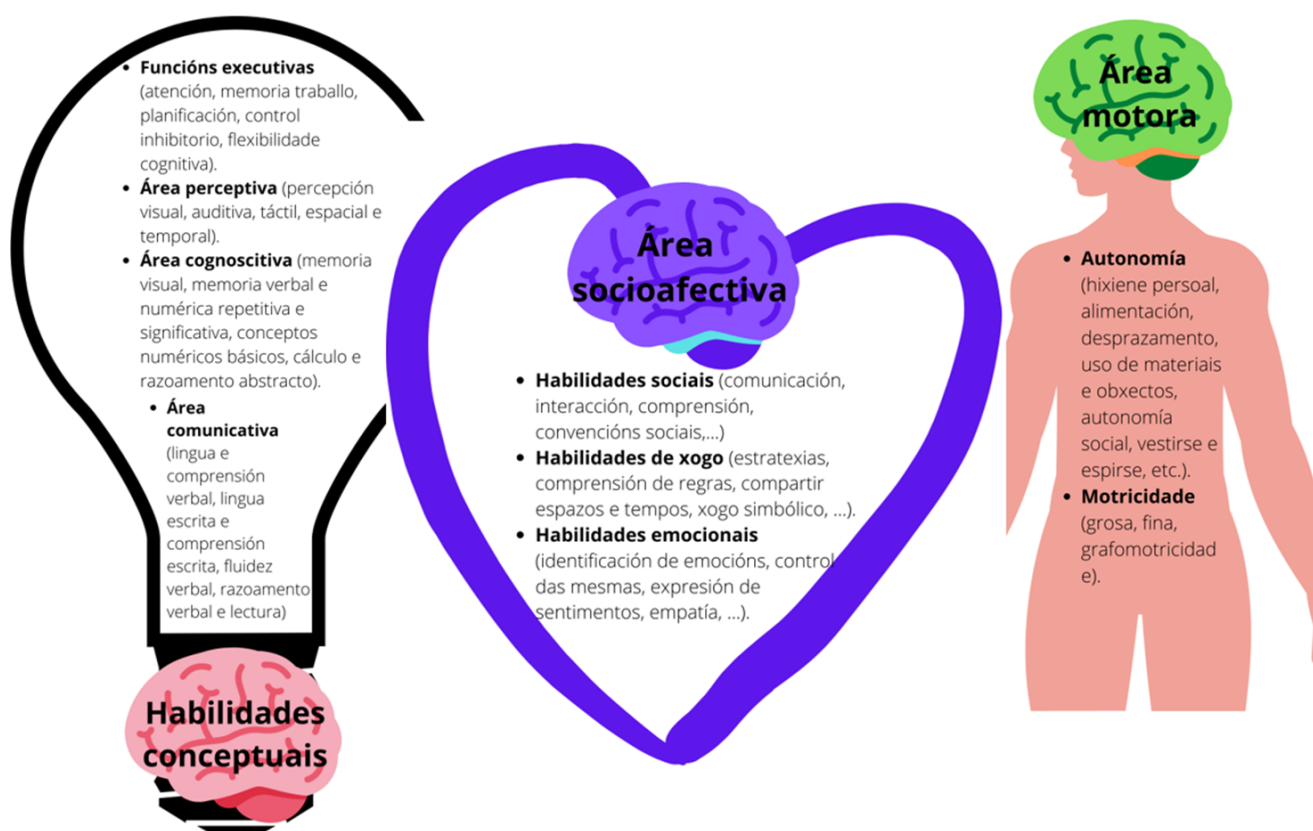 • Funcións executivas
(atención, memoria traballo,
planificación, control
inhibitorio, flexibilidade
cognitiva).
• Área perceptiva (percepción
visual, auditiva, táctil, espacial e
temporal).
• Área cognoscitiva (memoria
visual, memoria verbal e
numérica repetitiva e
significativa, conceptos
numéricos básicos, cálculo e
razoamento abstracto).
• Área
comunicativa
(lingua e
comprensión
verbal, lingua
escrita e
comprensión
escrita, fluidez
verbal, razoamento
verbal e lectura)
Habilidades
conceptuais
Área
socioafectiva
• Habilidades sociais (comunicación,
interacción, comprensión,
convencións sociais,...)
• Habilidades de xogo (estratexias,
comprensión de regras, compartir
espazos e tempos, xogo simbólico, ...).
• Habilidades emocionais
(identificación de emocións, control
das mesmas, expresión de
sentimentos, empatía, ...).
Área
motora
• Autonomía
(hixiene persoal,
alimentación,
desprazamento,
uso de materiais
e obxectos,
autonomía
social, vestirse e
espirse, etc.).
• Motricidade
(grosa, fina,
grafomotricidad
e).